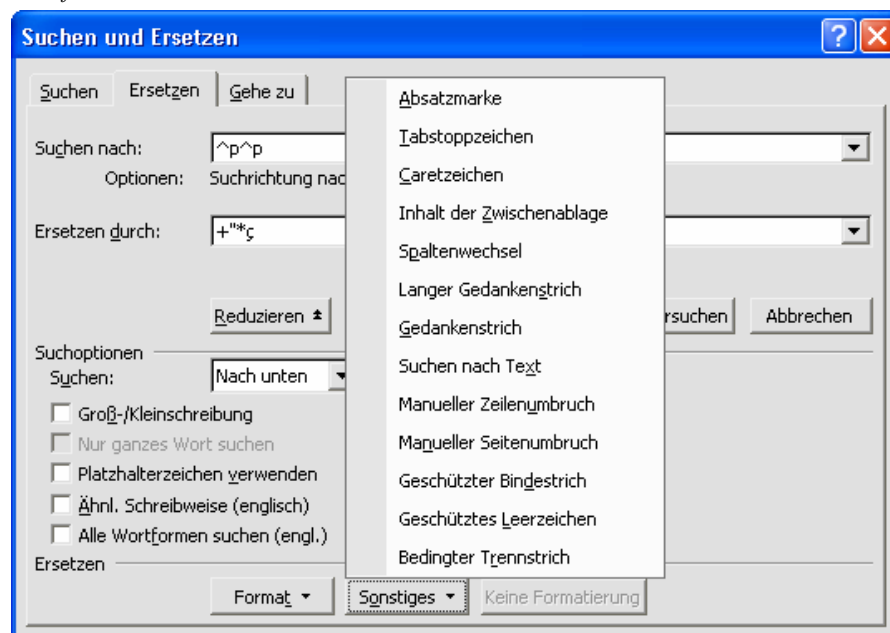 Suchen und Ersetzen
Suchen Ersetzen Gehe zu
Suchen nach: ^p^p
Optionen: Suchrichtung nac
Ersetzen durch: +"*ç
Reduzieren rsuchen Abbrechen
Suchoptionen
Suchen: Nach unten
Groß-/Kleinschreibung
Nur ganzes Wort suchen
Platzhalterzeichen verwenden
Ähnl. Schreibweise (englisch)
Alle Wortformen suchen (engl.)
Ersetzen
Format Sonstiges Keine Formatierung
Absatzmarke
Tabstoppzeichen
Caretzeichen
Inhalt der Zwischenablage
Spaltenwechsel
Langer Gedankenstrich
Gedankenstrich
Suchen nach Text
Manueller Zeilenumbruch
Manueller Seitenumbruch
Geschützter Bindestrich
Geschütztes Leerzeichen
Bedingter Trennstrich